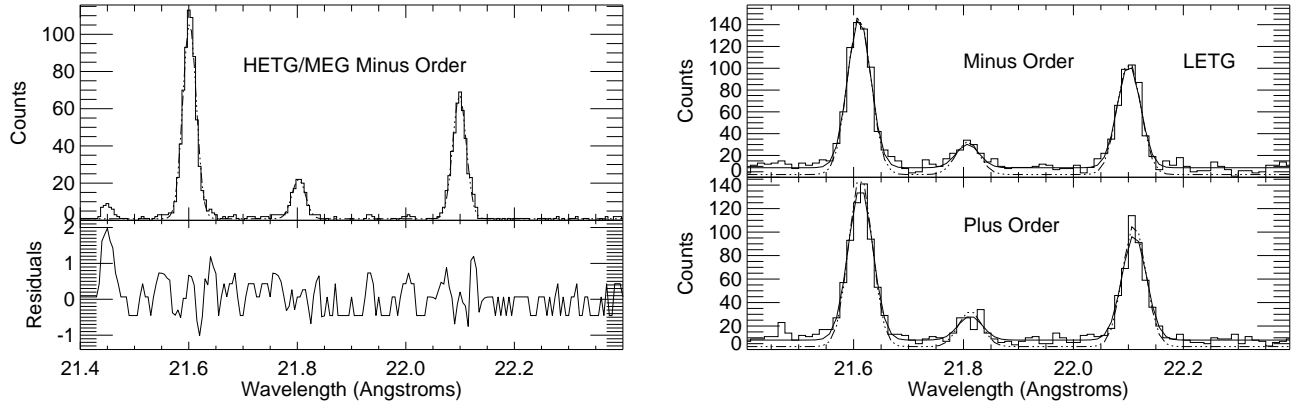 HETG/MEG Minus Order
Counts
100
80
60
40
20
0
Residuals
2
1
0
-1
21.4 21.6 21.8 22.0 22.2
Wavelength (Angstroms)
Minus Order LETG
Counts
140
120
100
80
60
40
20
0
Plus Order
Counts
140
120
100
80
60
40
20
0
21.6 21.8 22.0 22.2
Wavelength (Angstroms)